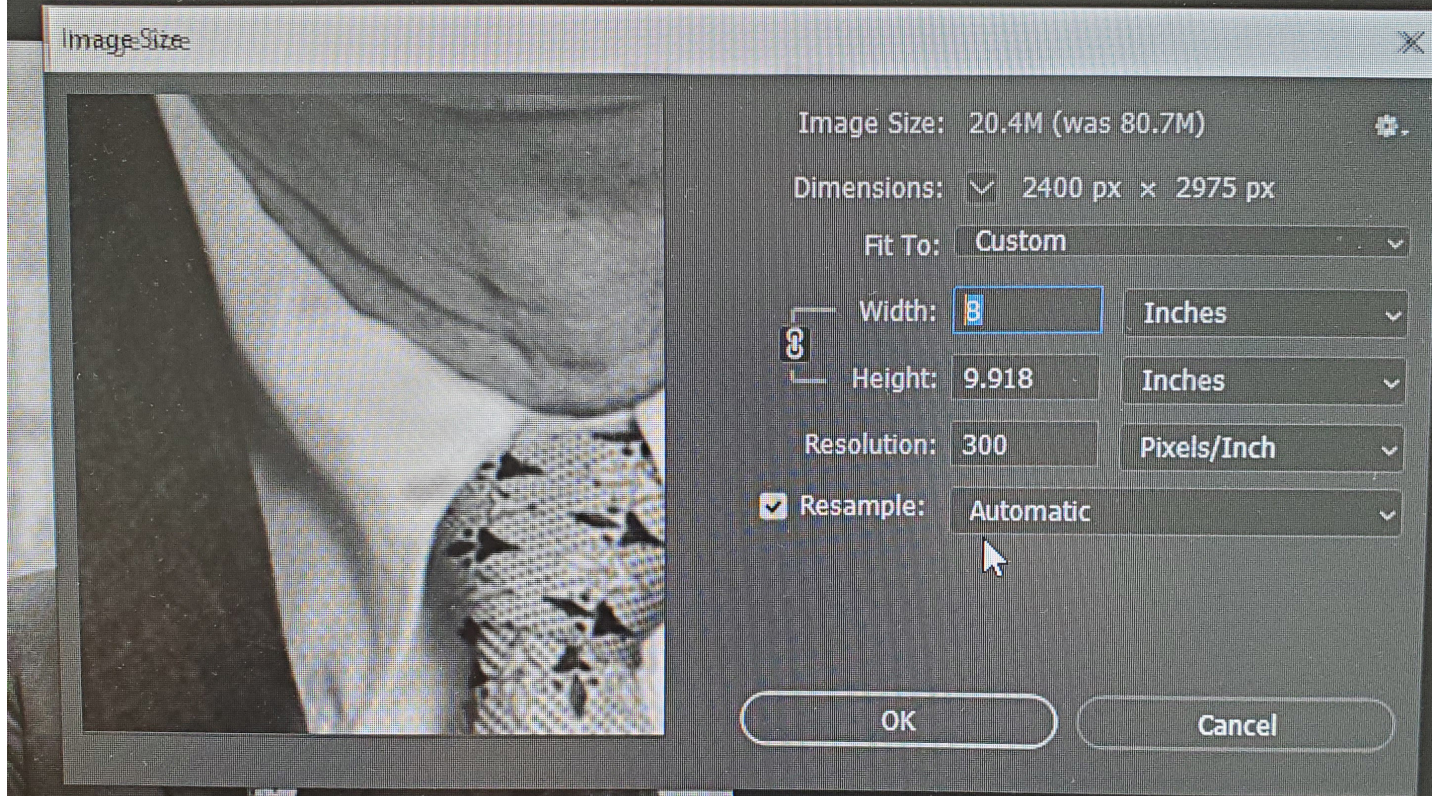 Image Size
Image Size: 20.4M (was 80.7M)
Dimensions: 2400 px × 2975 px
Fit To: Custom
Width: 8 Inches
Height: 9.918 Inches
Resolution: 300 Pixels/Inch
Resample: Automatic
OK Cancel